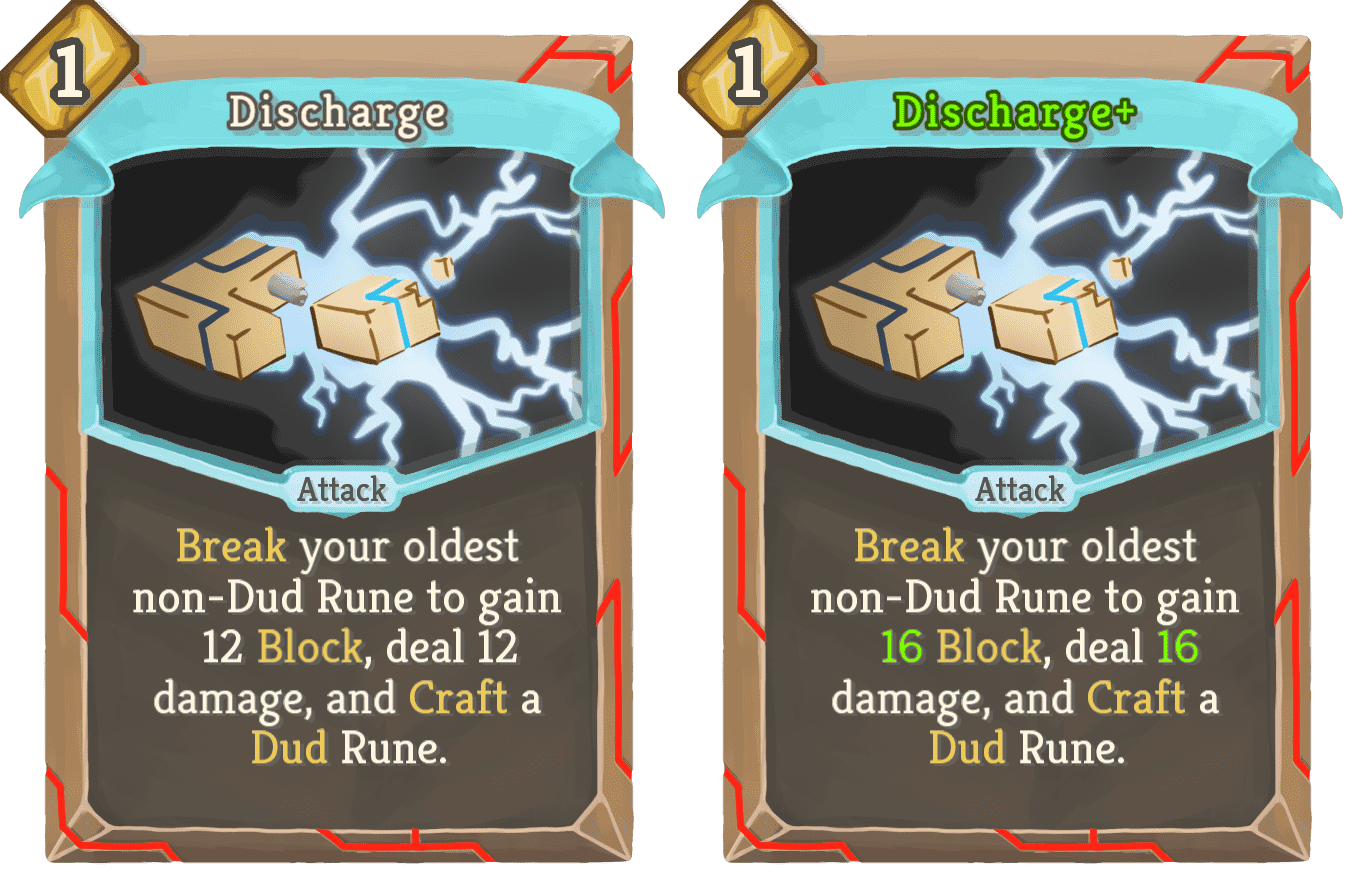 1
Discharge
Attack
Break your oldest
non-Dud Rune to gain
12 Block, deal 12
damage, and Craft a
Dud Rune.
1
Discharge+
Attack
Break your oldest
non-Dud Rune to gain
16 Block, deal 16
damage, and Craft a
Dud Rune.